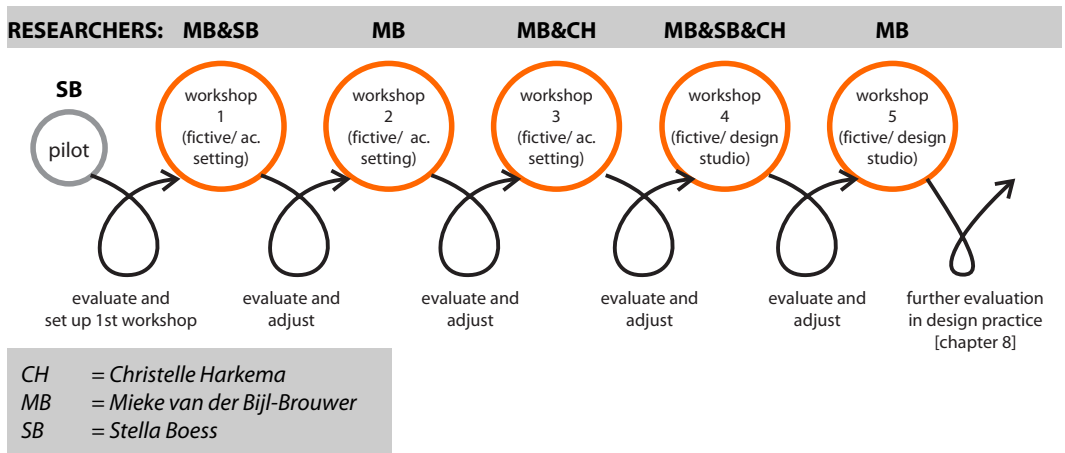 RESEARCHERS: MB&SB MB MB&CH MB&SB&CH MB
SB
pilot
workshop
1
(fictive/ ac.
setting)
workshop
2
(fictive/ ac.
setting)
workshop
3
(fictive/ ac.
setting)
workshop
4
(fictive/ design
studio)
workshop
5
(fictive/ design
studio)
evaluate and
set up 1st workshop
evaluate and
adjust
evaluate and
adjust
evaluate and
adjust
evaluate and
adjust
further evaluation
in design practice
[chapter 8]
CH = Christelle Harkema
MB = Mieke van der Bijl-Brouwer
SB = Stella Boess